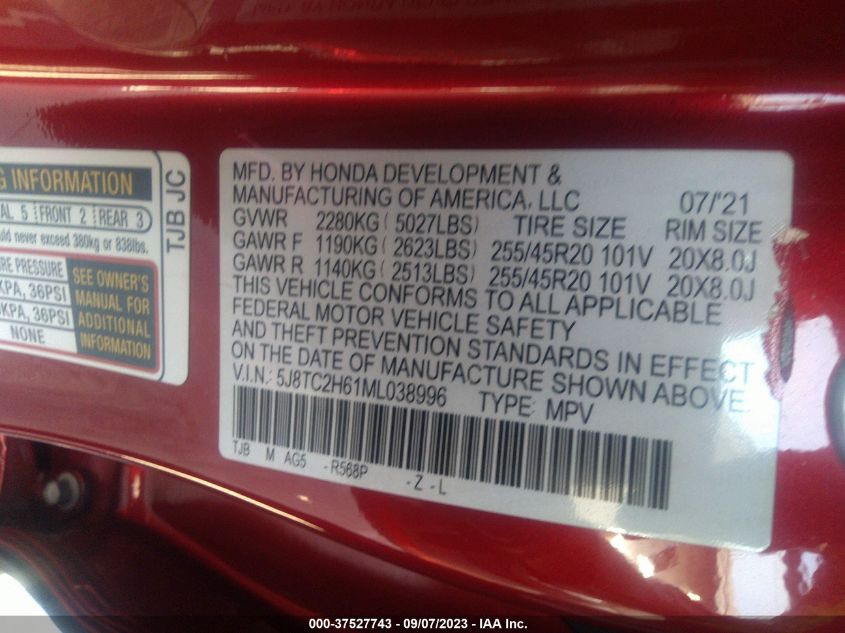 G INFORMATION
AL 5 FRONT 2 REAR 3
ould never exceed 380kg or 838lbs.
RE PRESSURE
KPA, 36PSI
KPA, 36PSI
NONE
SEE OWNER'S
MANUAL FOR
ADDITIONAL
INFORMATION
TJB JC
MFD. BY HONDA DEVELOPMENT &
MANUFACTURING OF AMERICA, LLC 07/'21
GVWR 2280KG ( 5027LBS) TIRE SIZE RIM SIZE
GAWR F 1190KG ( 2623LBS) 255/45R20 101V 20X8.0J
GAWR R 1140KG ( 2513LBS) 255/45R20 101V 20X8.0J
THIS VEHICLE CONFORMS TO ALL APPLICABLE
FEDERAL MOTOR VEHICLE SAFETY
AND THEFT PREVENTION STANDARDS IN EFFECT
ON THE DATE OF MANUFACTURE SHOWN ABOVE.
V.I.N.: 5J8TC2H61ML038996 TYPE: MPV
TJB M AG5 - R568P - Z - L
000-37527743 - 09/07/2023 - IAA Inc.